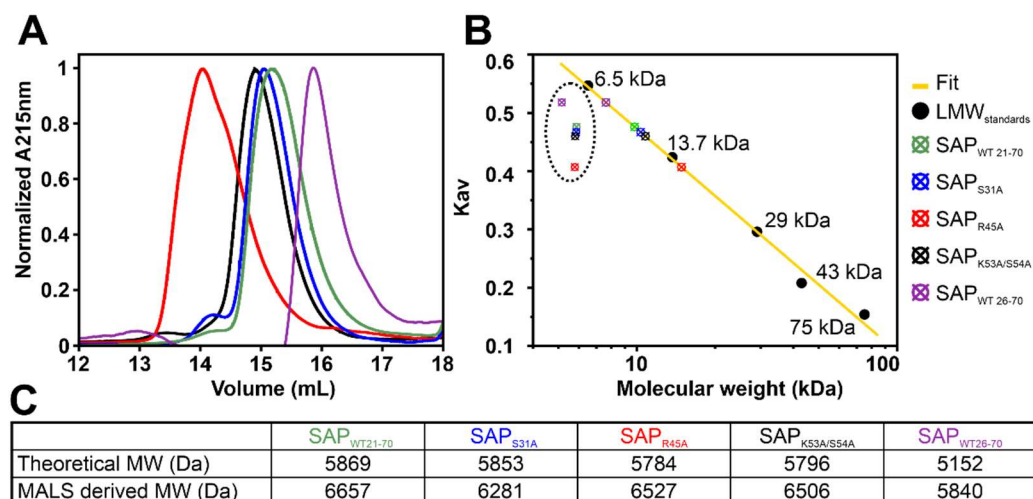 A
B
Normalized A215nm
1
0.8
0.6
0.4
0.2
0
12 13 14 15 16 17 18
Volume (mL)
Kav
0.6
0.5
0.4
0.3
0.2
0.1
10 100
Molecular weight (kDa)
6.5 kDa
13.7 kDa
29 kDa
43 kDa
75 kDa
Fit
LMWstandards
SAPWT 21-70
SAPS31A
SAPR45A
SAPK53A/S54A
SAPWT 26-70
C
SAPWT21-70 SAPS31A SAPR45A SAPK53A/S54A SAPWT26-70
Theoretical MW (Da) 5869 5853 5784 5796 5152
MALS derived MW (Da) 6657 6281 6527 6506 5840